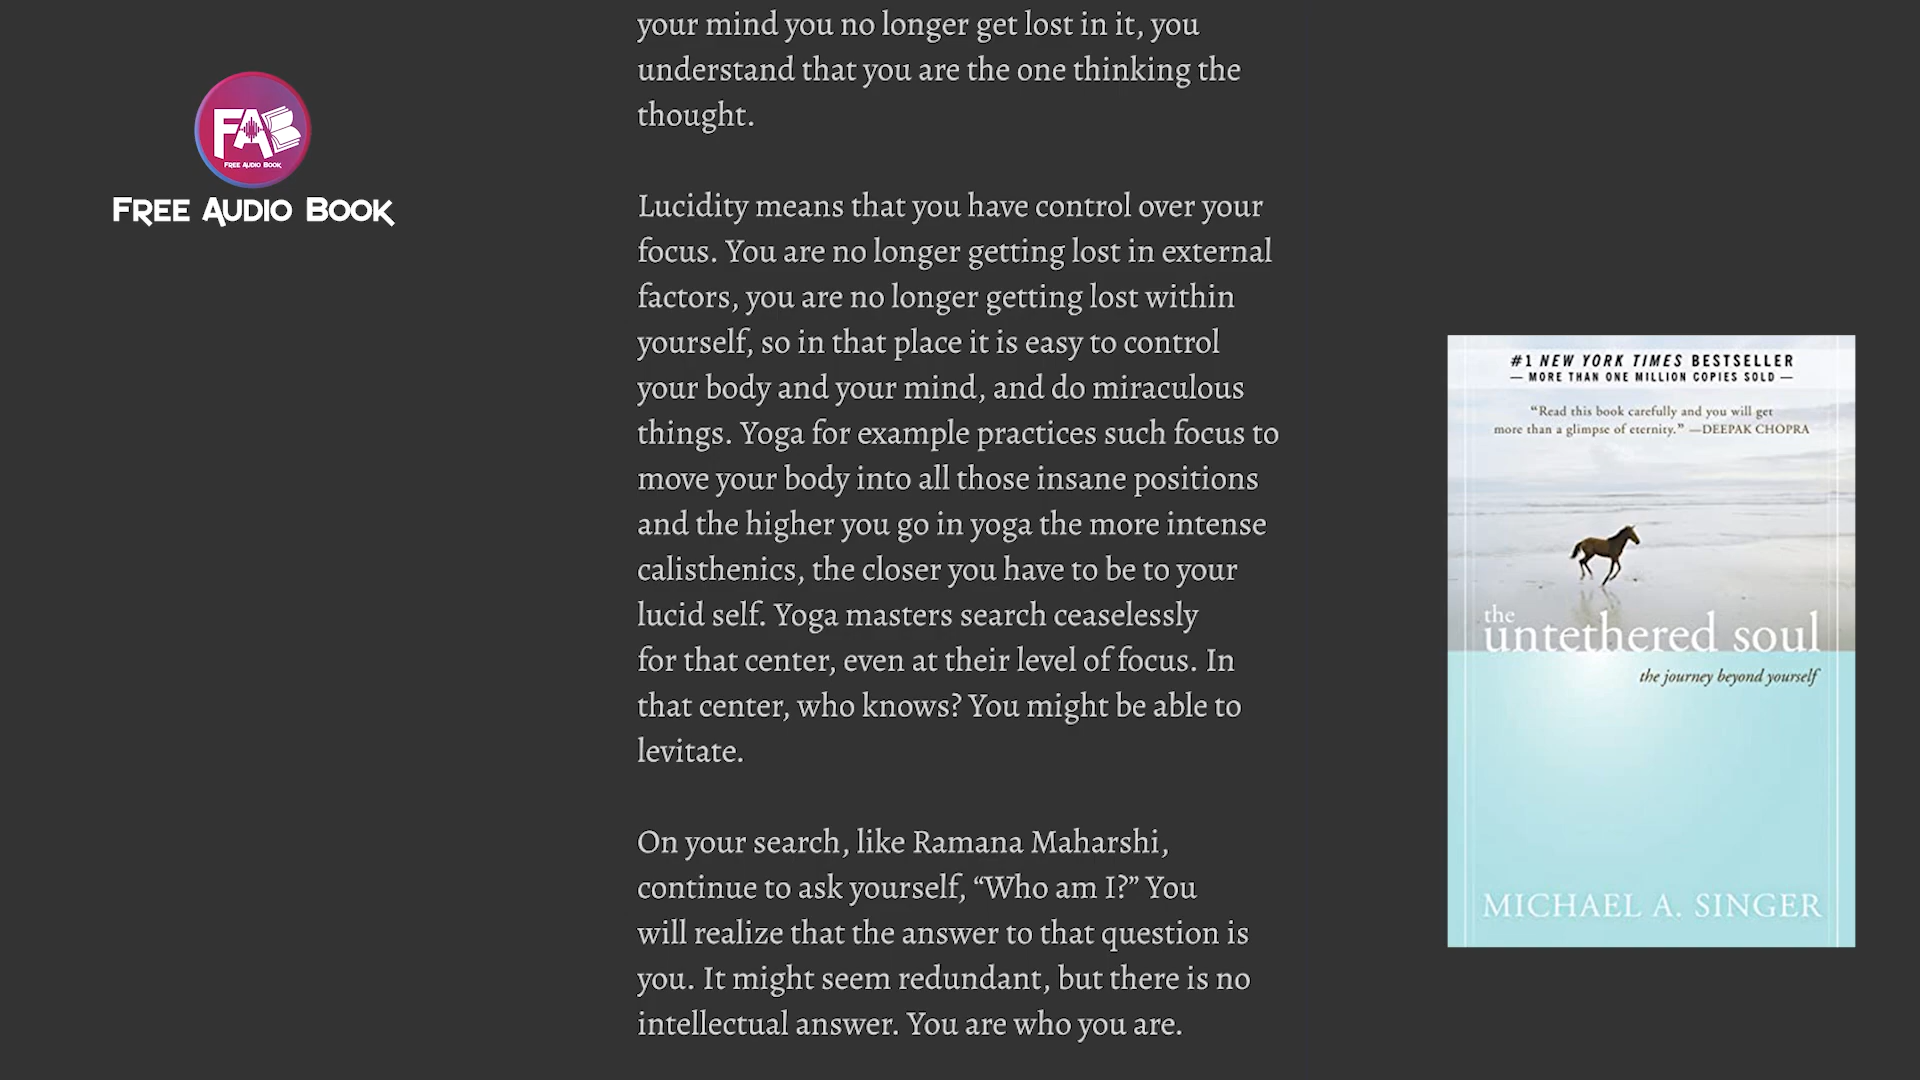 FAB
FREE AUDIO BOOK
FREE AUDIO BOOK
your mind you no longer get lost in it, you
understand that you are the one thinking the
thought.
Lucidity means that you have control over your
focus. You are no longer getting lost in external
factors, you are no longer getting lost within
yourself, so in that place it is easy to control
your body and your mind, and do miraculous
things. Yoga for example practices such focus to
move your body into all those insane positions
and the higher you go in yoga the more intense
calisthenics, the closer you have to be to your
lucid self. Yoga masters search ceaselessly
for that center, even at their level of focus. In
that center, who knows? You might be able to
levitate.
On your search, like Ramana Maharshi,
continue to ask yourself, “Who am I?” You
will realize that the answer to that question is
you. It might seem redundant, but there is no
intellectual answer. You are who you are.
#1 NEW YORK TIMES BESTSELLER
— MORE THAN ONE MILLION COPIES SOLD —
“Read this book carefully and you will get
more than a glimpse of eternity.” —DEEPAK CHOPRA
the
untethered soul
the journey beyond yourself
MICHAEL A. SINGER